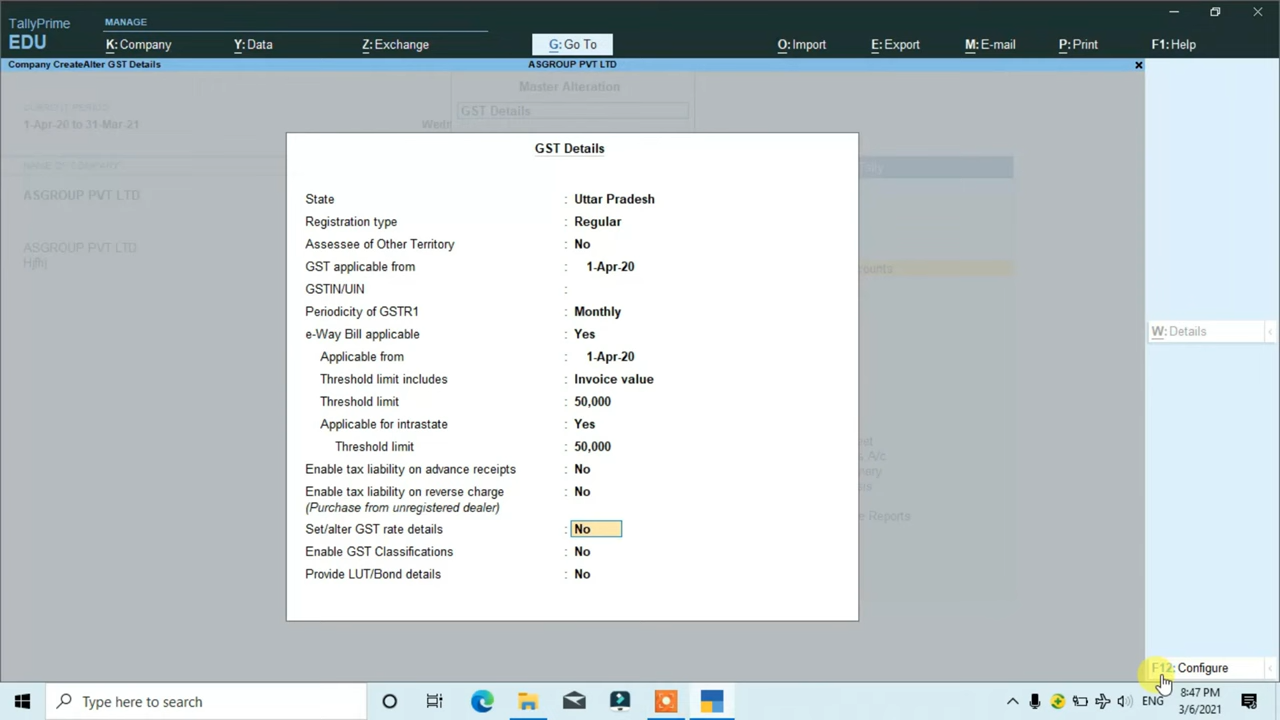 TallyPrime
EDU
MANAGE
K: Company
Y: Data
Z: Exchange
G: Go To
O: Import
E: Export
M: E-mail
P: Print
F1: Help
Company CreateAlter GST Details
ASGROUP PVT LTD
Master Alteration
GST Details
CURRENT PERIOD
1-Apr-20 to 31-Mar-21
NAME OF COMPANY
ASGROUP PVT LTD
ASGROUP PVT LTD
GST Details
State : Uttar Pradesh
Registration type : Regular
Assessee of Other Territory : No
GST applicable from : 1-Apr-20
GSTIN/UIN :
Periodicity of GSTR1 : Monthly
e-Way Bill applicable : Yes
Applicable from : 1-Apr-20
Threshold limit includes : Invoice value
Threshold limit : 50,000
Applicable for intrastate : Yes
Threshold limit : 50,000
Enable tax liability on advance receipts : No
Enable tax liability on reverse charge : No
(Purchase from unregistered dealer)
Set/alter GST rate details : No
Enable GST Classifications : No
Provide LUT/Bond details : No
W: Details
F12: Configure
Reports
Type here to search
ENG
8:47 PM
3/6/2021